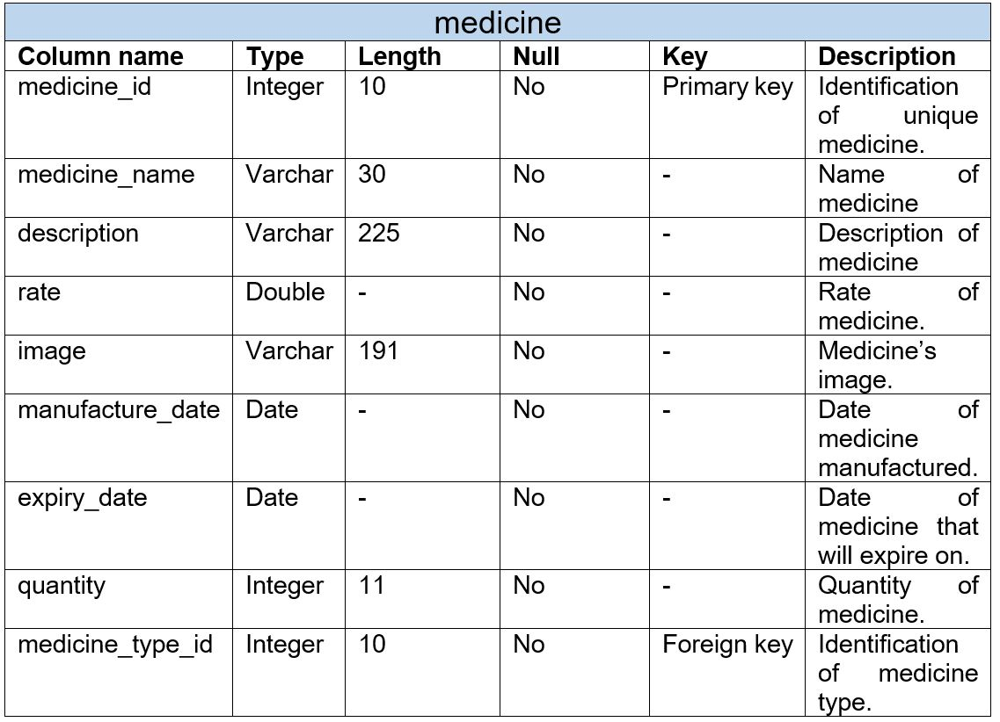 medicine
Column name Type Length Null Key Description
medicine_id Integer 10 No Primary key Identification
of unique
medicine.
medicine_name Varchar 30 No - Name of
medicine
description Varchar 225 No - Description of
medicine
rate Double - No - Rate of
medicine.
image Varchar 191 No - Medicine’s
image.
manufacture_date Date - No - Date of
medicine
manufactured.
expiry_date Date - No - Date of
medicine that
will expire on.
quantity Integer 11 No - Quantity of
medicine.
medicine_type_id Integer 10 No Foreign key Identification
of medicine
type.